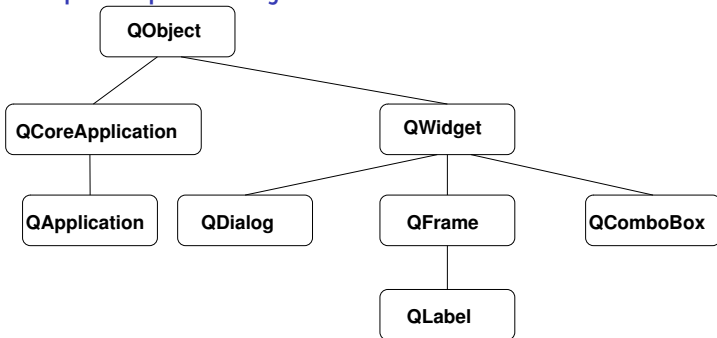 QObject
QCoreApplication
QWidget
QApplication
QDialog
QFrame
QComboBox
QLabel